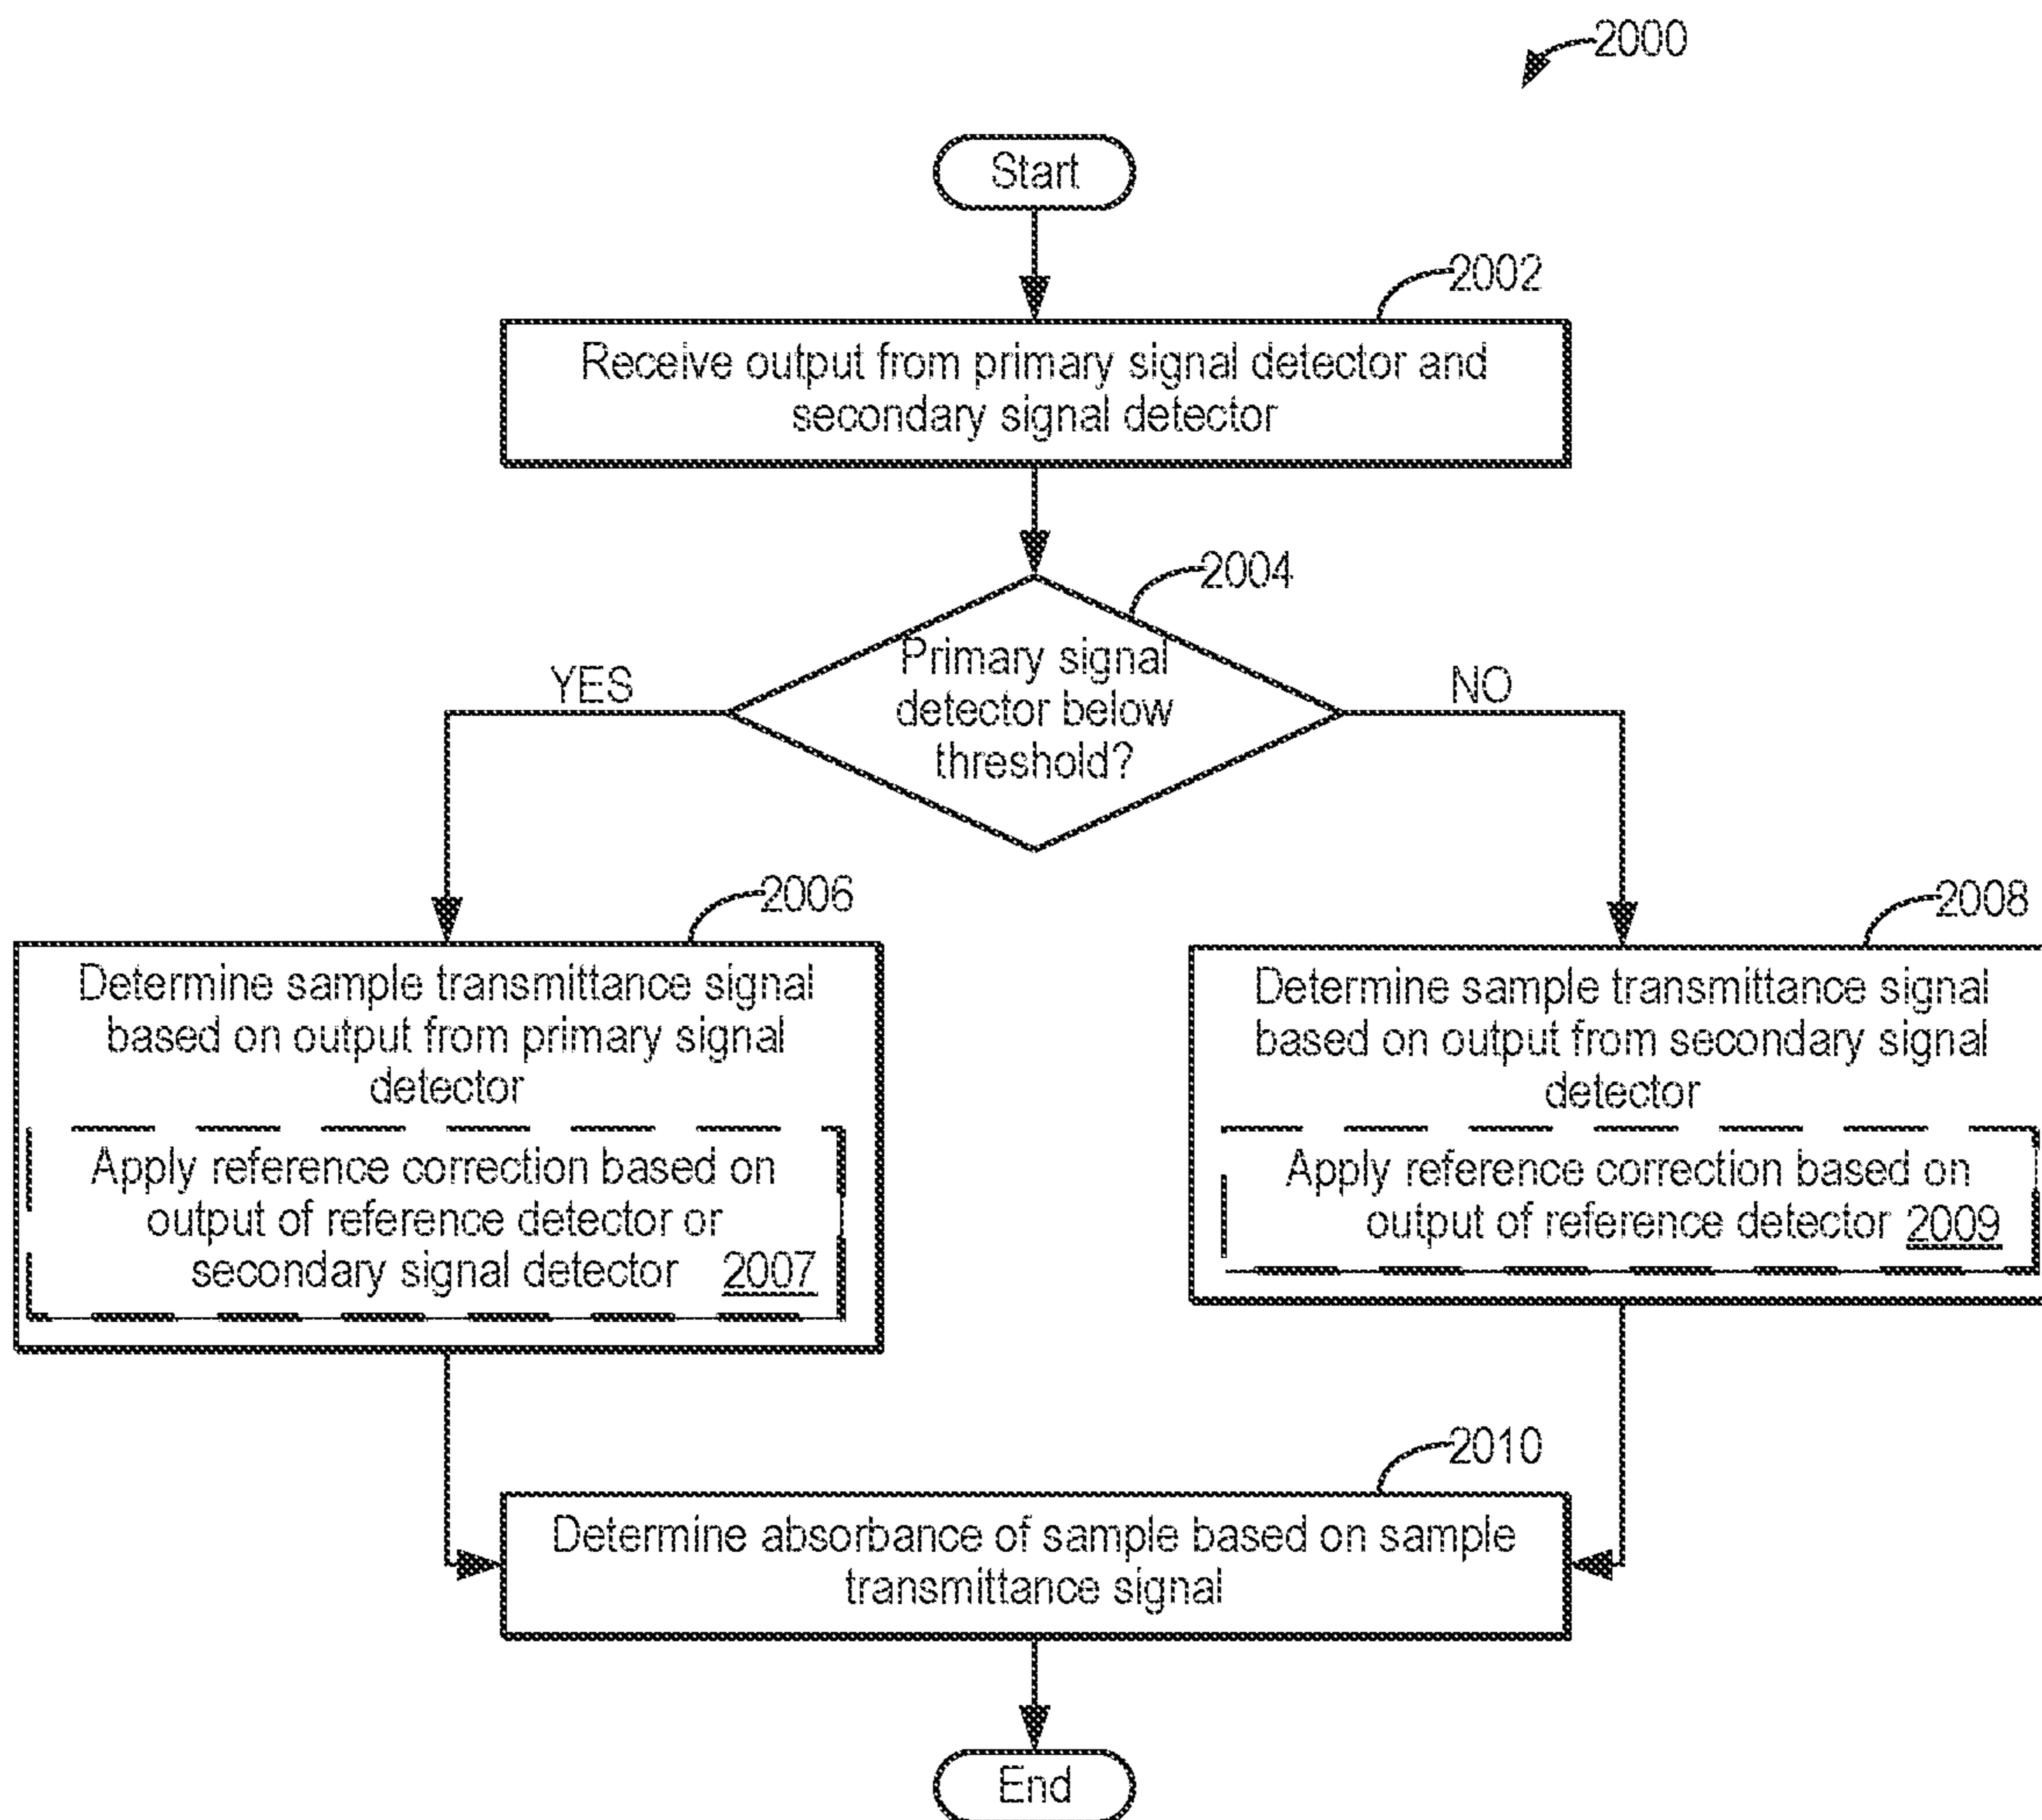 2000
Start
2002
Receive output from primary signal detector and
secondary signal detector
2004
Primary signal
detector below
threshold?
YES
NO
2006
Determine sample transmittance signal
based on output from primary signal
detector
Apply reference correction based on
output of reference detector or
secondary signal detector 2007
2008
Determine sample transmittance signal
based on output from secondary signal
detector
Apply reference correction based on
output of reference detector 2009
2010
Determine absorbance of sample based on sample
transmittance signal
End